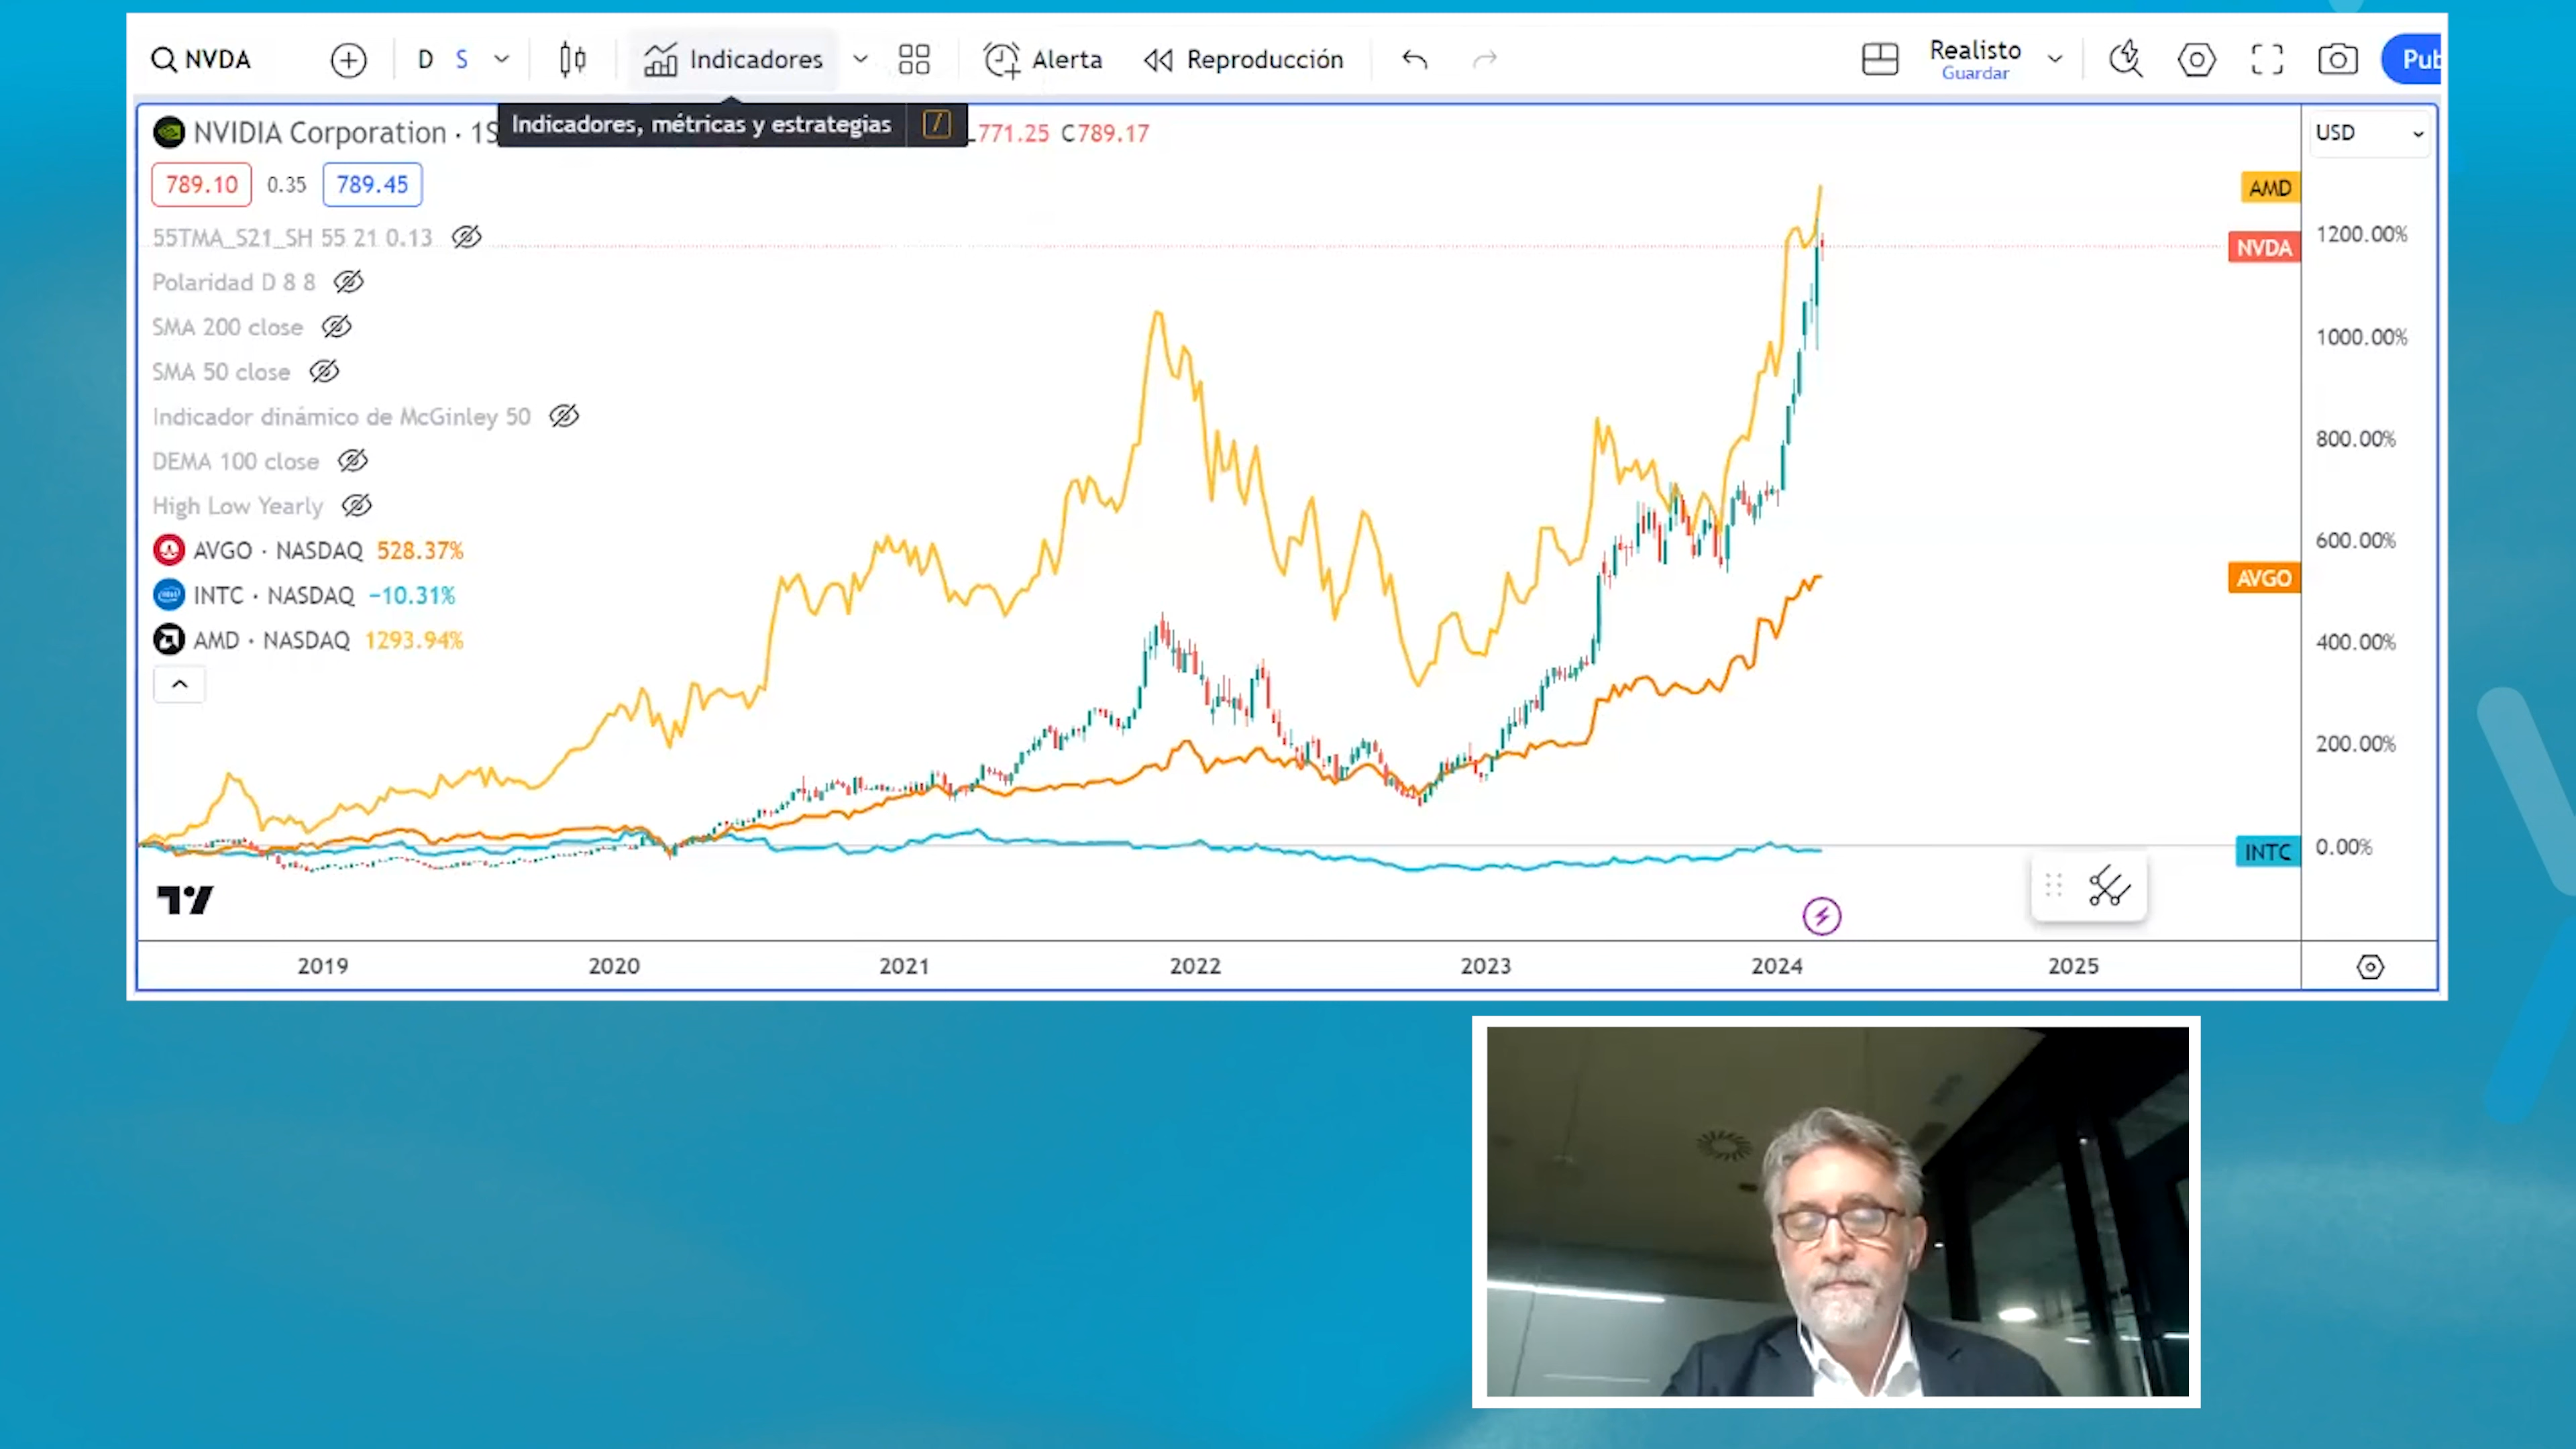 NVDA D S Indicadores Alerta Reproducción Realisto Pub
Guardar
NVIDIA Corporation · 1S Indicadores, métricas y estrategias / 771.25 C789.17 USD
789.10 0.35 789.45
55TMA_S21_SH 55 21 0.13
Polaridad D 8 8
SMA 200 close
SMA 50 close
Indicador dinámico de McGinley 50
DEMA 100 close
High Low Yearly
AVGO · NASDAQ 528.37%
INTC · NASDAQ −10.31%
AMD · NASDAQ 1293.94%
AMD
1200.00%
NVDA
1000.00%
800.00%
600.00%
AVGO
400.00%
200.00%
INTC 0.00%
2019 2020 2021 2022 2023 2024 2025